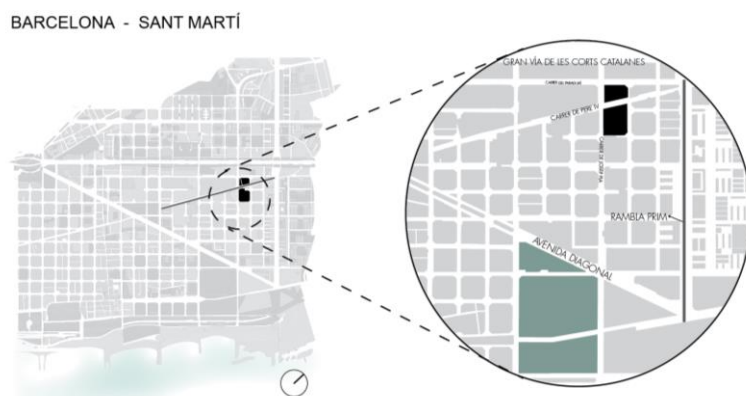 BARCELONA - SANT MARTÍ
GRAN VÍA DE LES CORTS CATALANES
CARRER DE PERE IV
RAMBLA PRIM
AVENIDA DIAGONAL